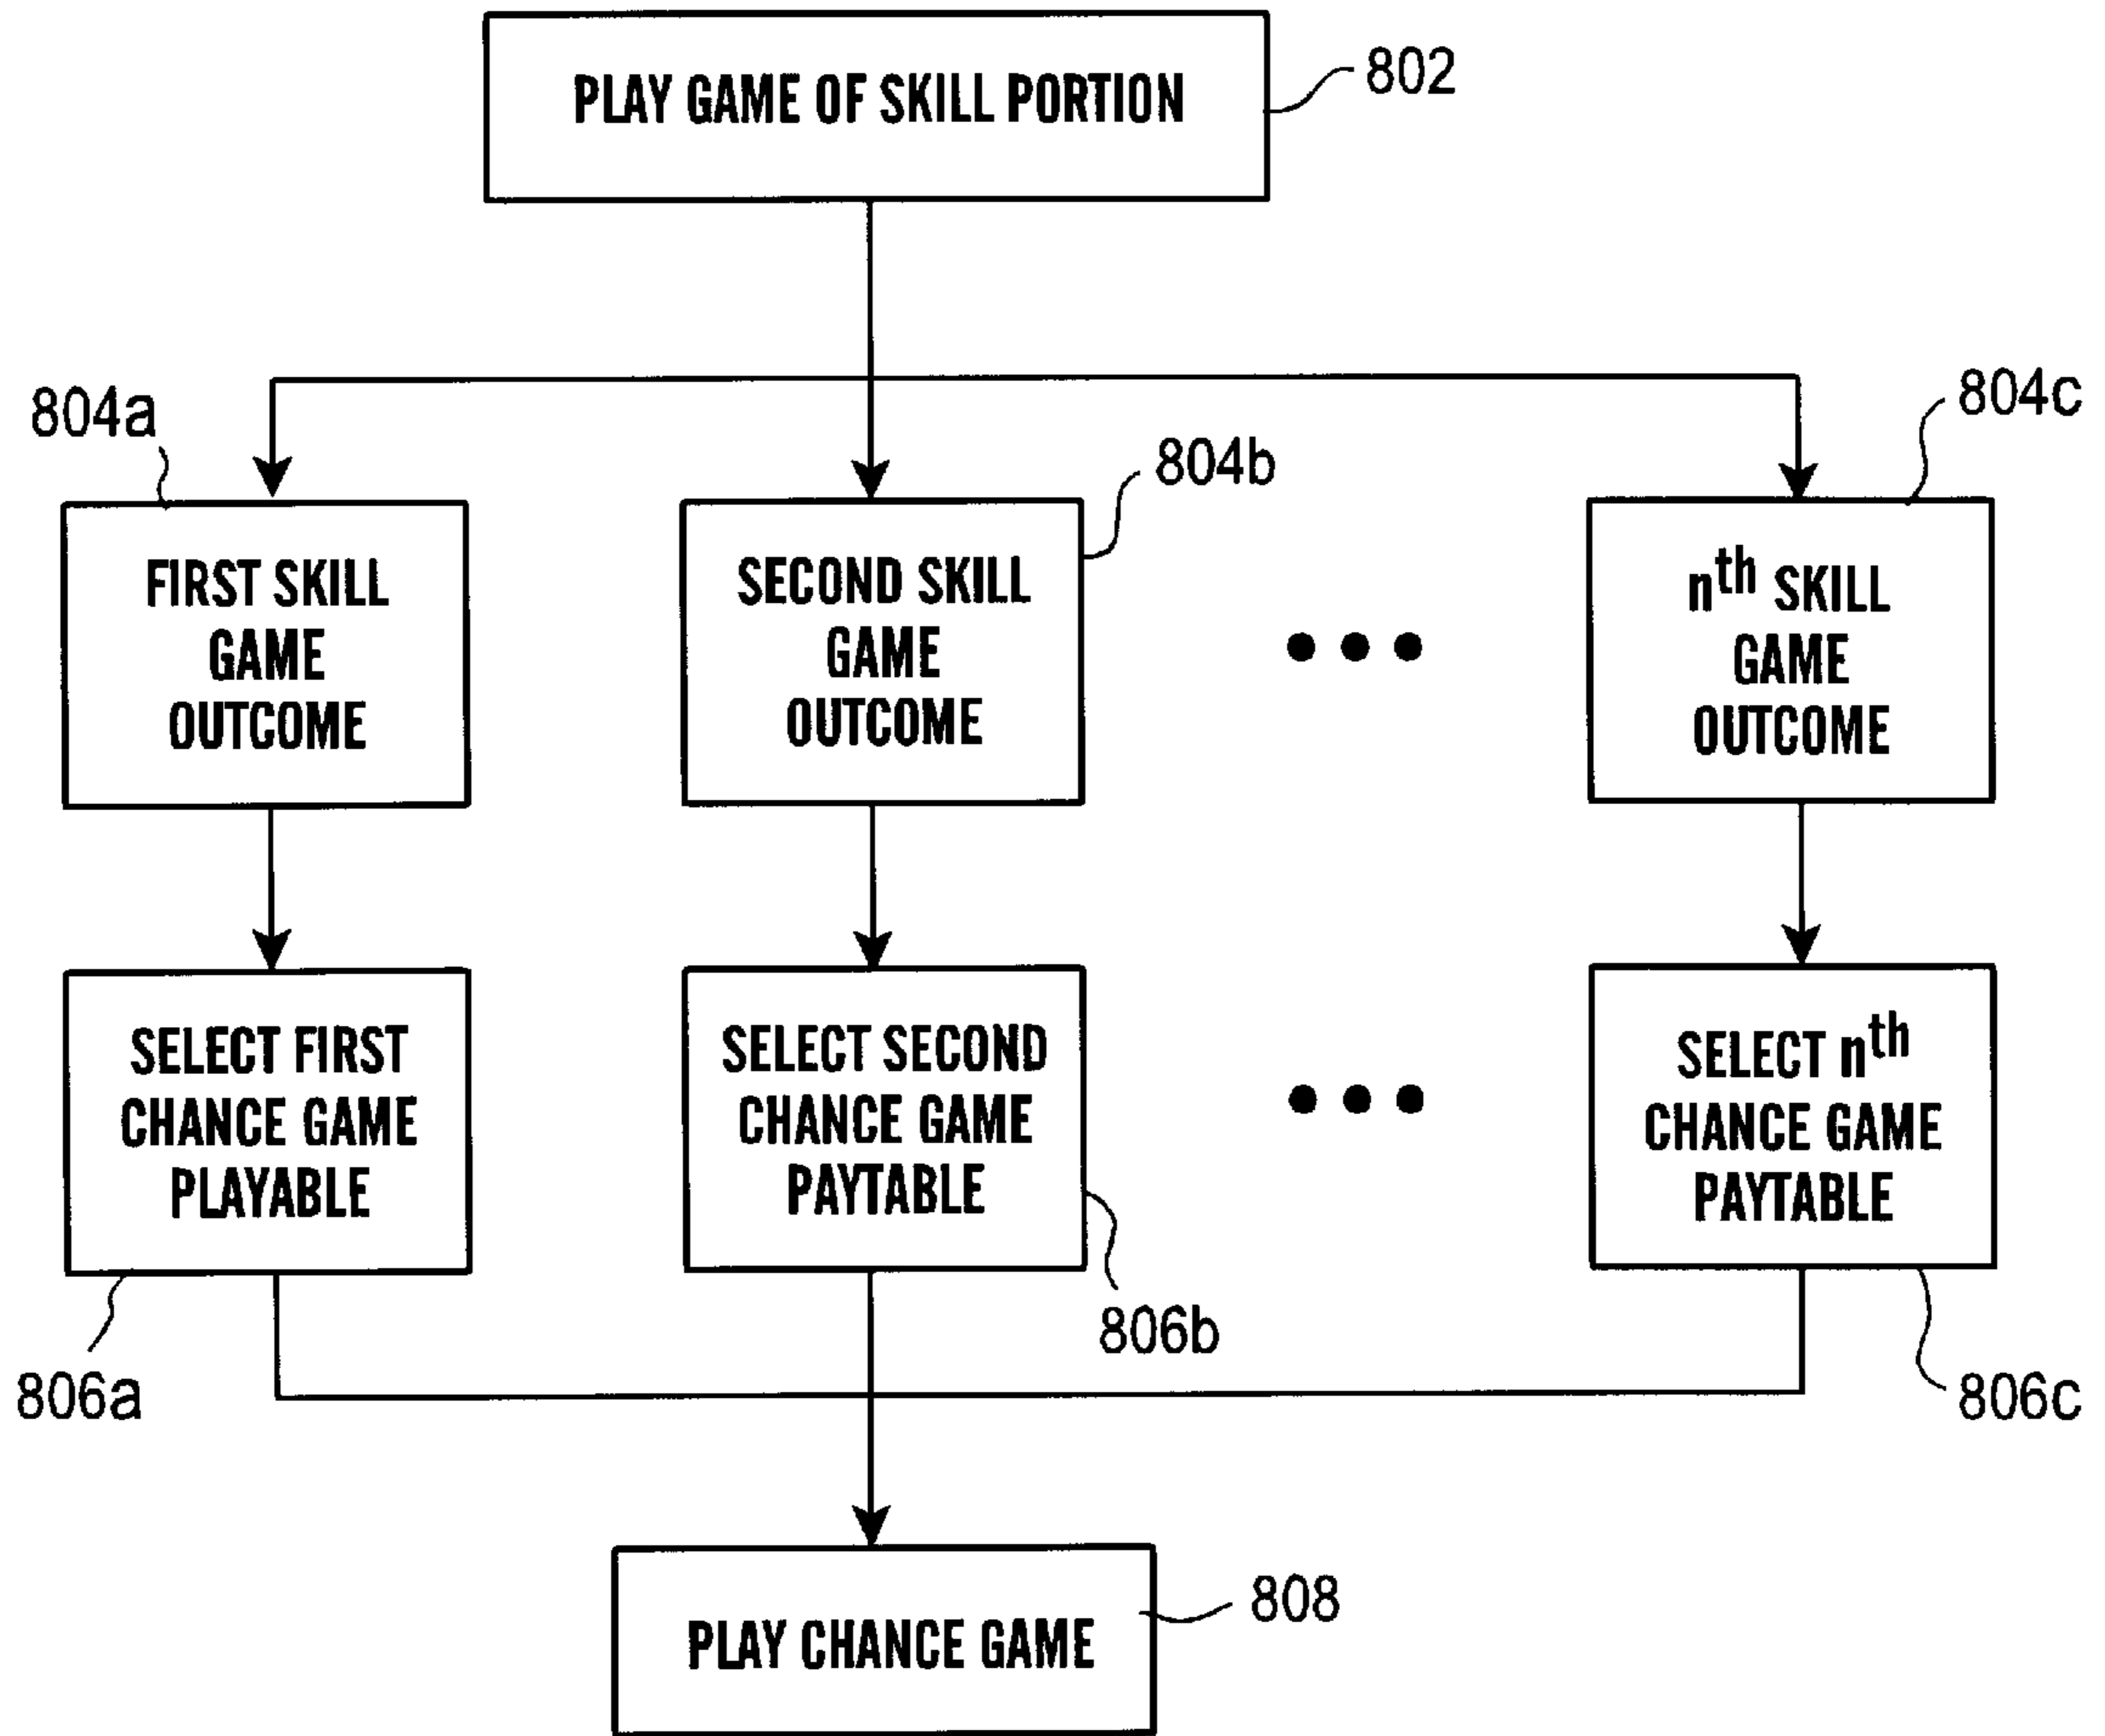 PLAY GAME OF SKILL PORTION
802
804a
804b
804c
FIRST SKILL
GAME
OUTCOME
SECOND SKILL
GAME
OUTCOME
nth SKILL
GAME
OUTCOME
SELECT FIRST
CHANCE GAME
PLAYABLE
SELECT SECOND
CHANCE GAME
PAYTABLE
SELECT nth
CHANCE GAME
PAYTABLE
806a
806b
806c
PLAY CHANCE GAME
808